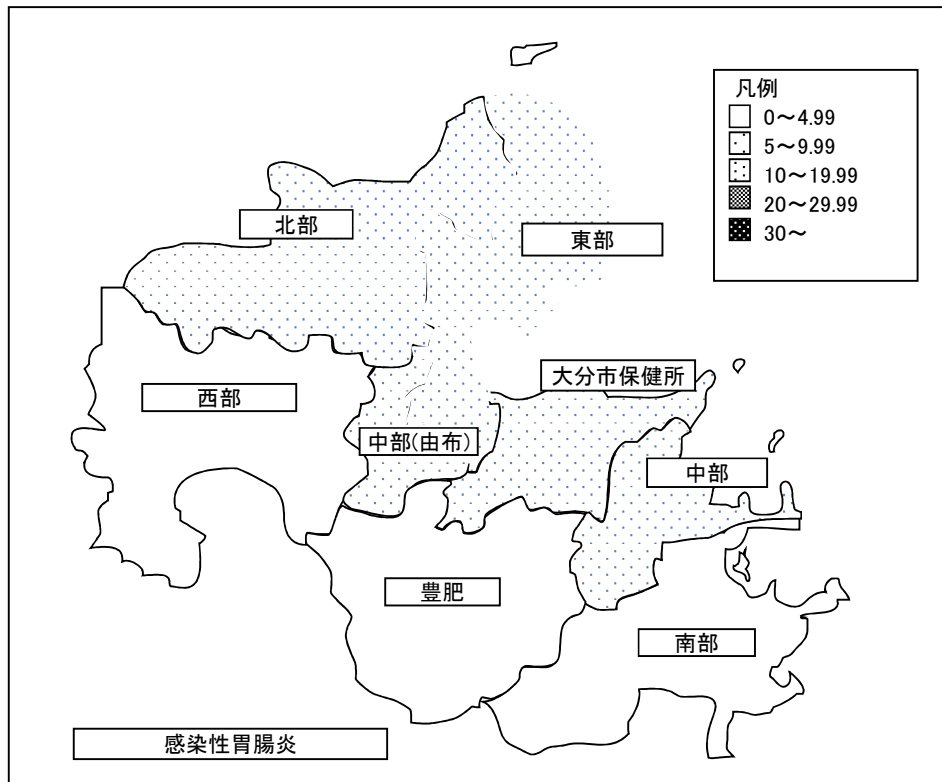 凡例
0～4.99
5～9.99
10～19.99
20～29.99
30～
北部
東部
大分市保健所
西部
中部(由布)
中部
豊肥
南部
感染性胃腸炎